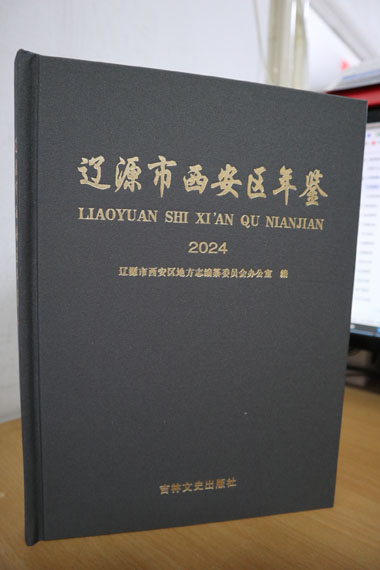 辽源市西安区年鉴
LIAOYUAN SHI XI'AN QU NIANJIAN
2024
辽源市西安区地方志编纂委员会办公室 编
吉林文史出版社